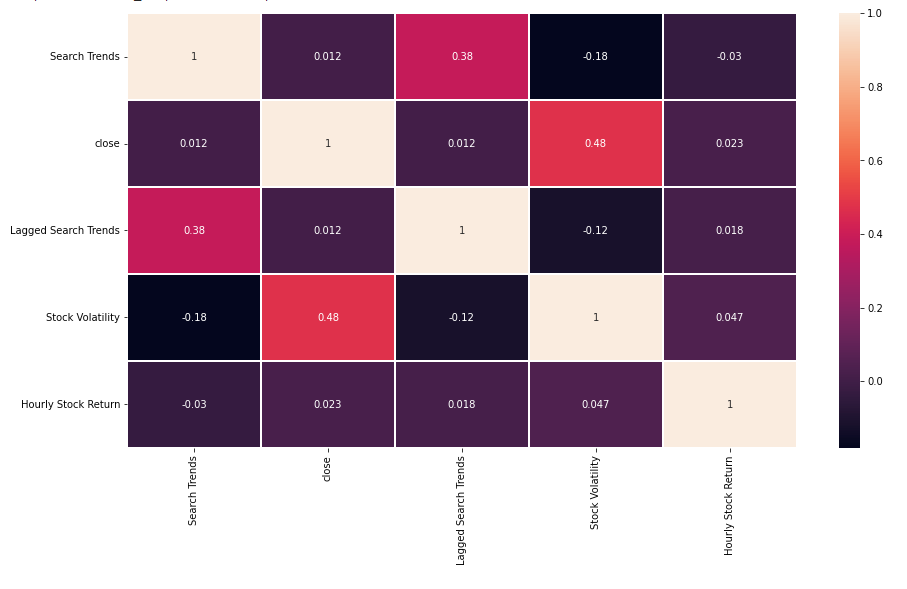 Search Trends 1 0.012 0.38 -0.18 -0.03
close 0.012 1 0.012 0.48 0.023
Lagged Search Trends 0.38 0.012 1 -0.12 0.018
Stock Volatility -0.18 0.48 -0.12 1 0.047
Hourly Stock Return -0.03 0.023 0.018 0.047 1
Search Trends
close
Lagged Search Trends
Stock Volatility
Hourly Stock Return
1.0
0.8
0.6
0.4
0.2
0.0